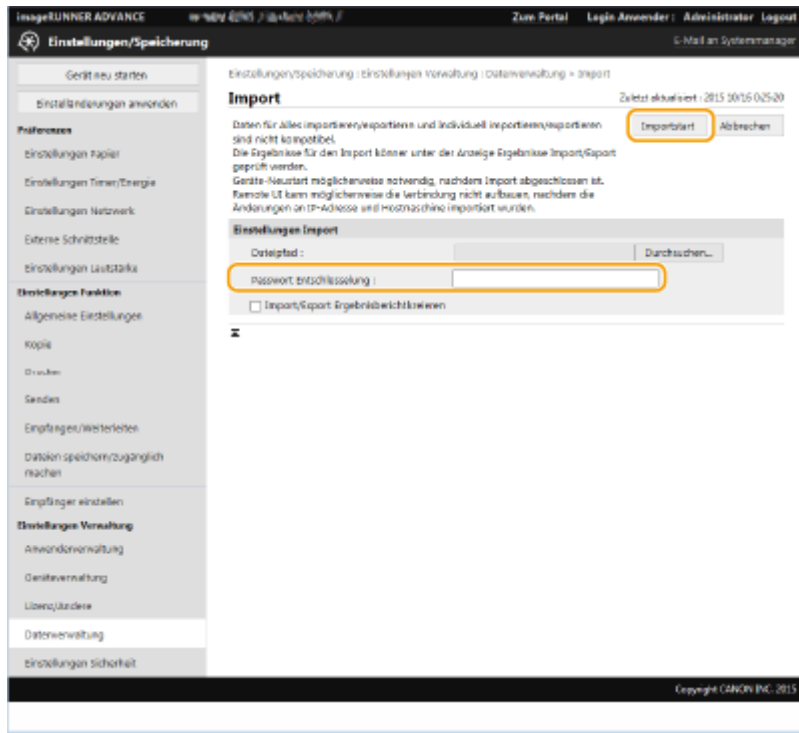 imageRUNNER ADVANCE
Zum Portal Login Anwender : Administrator Logout
Einstellungen/Speicherung
E-Mail an Systemmanager
Gerät neu starten
Einstelländerungen anwenden
Präferenzen
Einstellungen Papier
Einstellungen Timer/Energie
Einstellungen Netzwerk
Externe Schnittstelle
Einstellungen Lautstärke
Einstellungen Funktion
Allgemeine Einstellungen
Kopie
Drucker
Senden
Empfangen/Weiterleiten
Dateien speichern/zugänglich
machen
Empfänger einstellen
Einstellungen Verwaltung
Anwenderverwaltung
Geräteverwaltung
Lizenz/Andere
Datenverwaltung
Einstellungen Sicherheit
Einstellungen/Speicherung : Einstellungen Verwaltung : Datenverwaltung > Import
Import
Zuletzt aktualisiert : 2015 10/16 02:52:20
Daten für Alles importieren/exportieren und Individuell importieren/exportieren
sind nicht kompatibel.
Die Ergebnisse für den Import können unter der Anzeige Ergebnisse Import/Export
geprüft werden.
Geräte-Neustart möglicherweise notwendig, nachdem Import abgeschlossen ist.
Remote UI kann möglicherweise die Verbindung nicht aufbauen, nachdem die
Änderungen an IP-Adresse und Hostmaschine importiert wurden.
Importstart Abbrechen
Einstellungen Import
Dateipfad : Durchsuchen...
Passwort Entschlüsselung :
Import/Export Ergebnisbericht kreieren
Copyright CANON INC. 2015